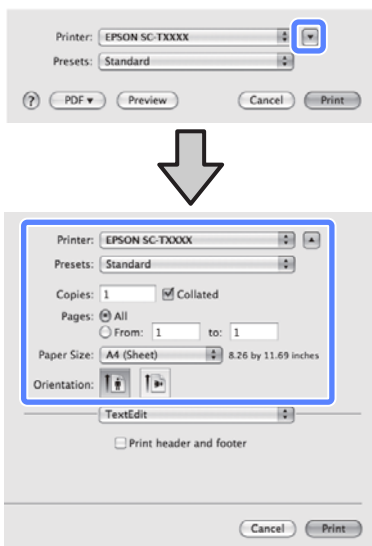 Printer: EPSON SC-TXXXX
Presets: Standard
? PDF Preview Cancel Print
Printer: EPSON SC-TXXXX
Presets: Standard
Copies: 1 Collated
Pages: All
From: 1 to: 1
Paper Size: A4 (Sheet) 8.26 by 11.69 inches
Orientation:
TextEdit
Print header and footer
Cancel Print